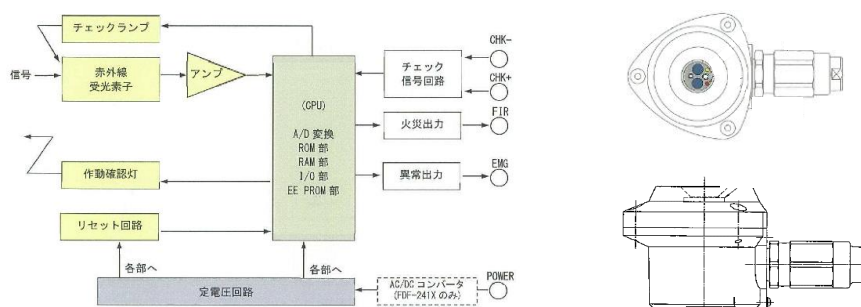 チェックランプ
信号
赤外線
受光素子
アンプ
(CPU)
A/D 変換
ROM 部
RAM 部
I/O 部
EE PROM 部
チェック
信号回路
CHK-
CHK+
火災出力
FIR
異常出力
EMG
作動確認灯
リセット回路
各部へ
各部へ
定電圧回路
AC/DC コンバータ
(FDF-241X のみ)
POWER